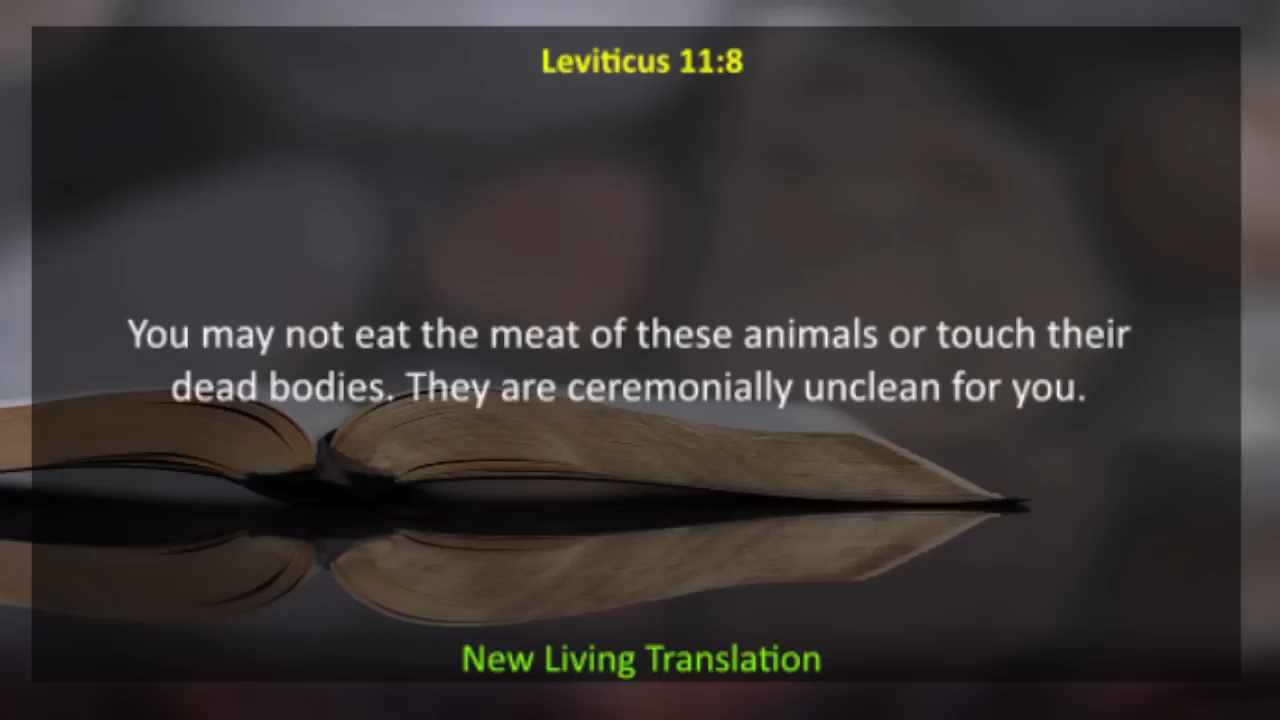 Leviticus 11:8
You may not eat the meat of these animals or touch their
dead bodies. They are ceremonially unclean for you.
New Living Translation